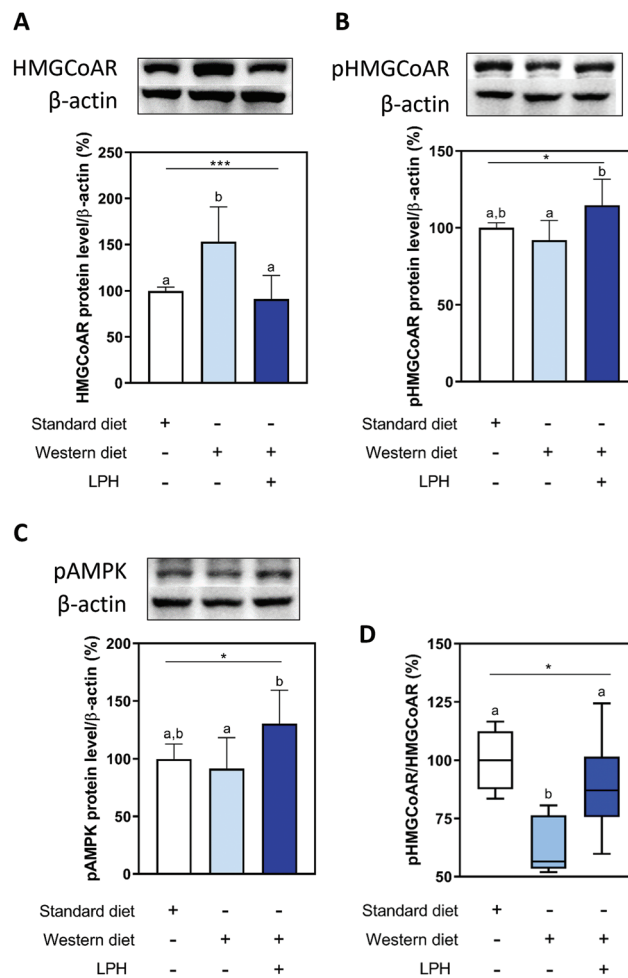 A
HMGCoAR
β-actin
HMGCoAR protein level/β-actin (%)
250
200
150
100
50
0
***
a
b
a
Standard diet + - -
Western diet - + +
LPH - - +
B
pHMGCoAR
β-actin
pHMGCoAR protein level/β-actin (%)
150
100
50
0
*
a,b
a
b
Standard diet + - -
Western diet - + +
LPH - - +
C
pAMPK
β-actin
pAMPK protein level/β-actin (%)
200
150
100
50
0
*
a,b
a
b
Standard diet + - -
Western diet - + +
LPH - - +
D
pHMGCoAR/HMGCoAR (%)
150
125
100
75
50
*
a
b
a
Standard diet + - -
Western diet - + +
LPH - - +